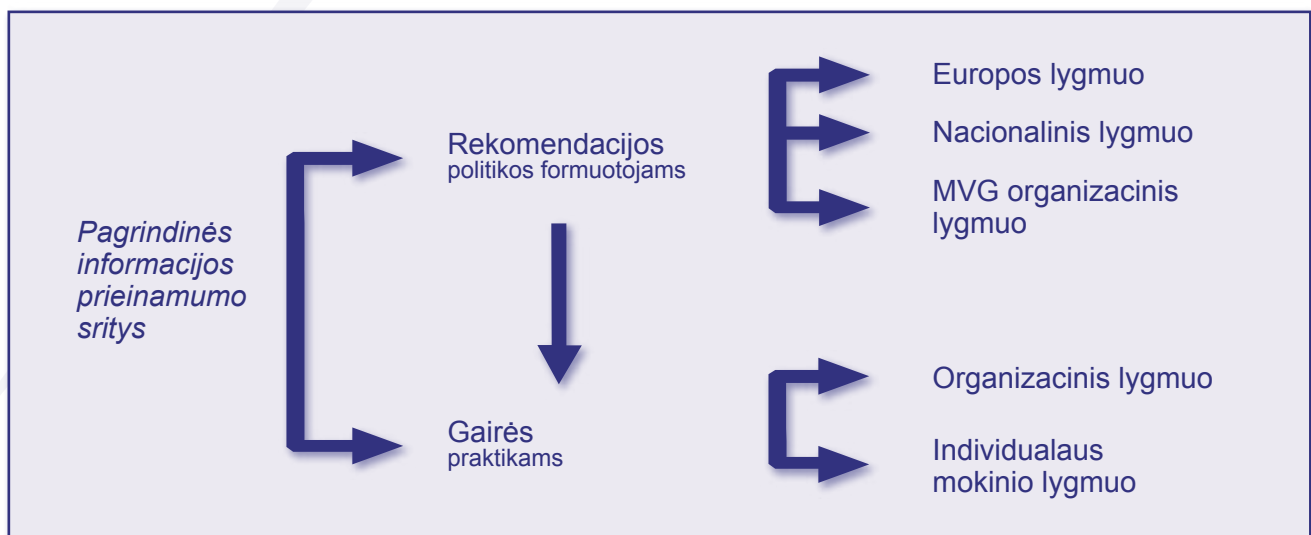 Pagrindinės
informacijos
prieinamumo
sritys
Rekomendacijos
politikos formuotojams
Gairės
praktikams
Europos lygmuo
Nacionalinis lygmuo
MVG organizacinis
lygmuo
Organizacinis lygmuo
Individualaus
mokinio lygmuo